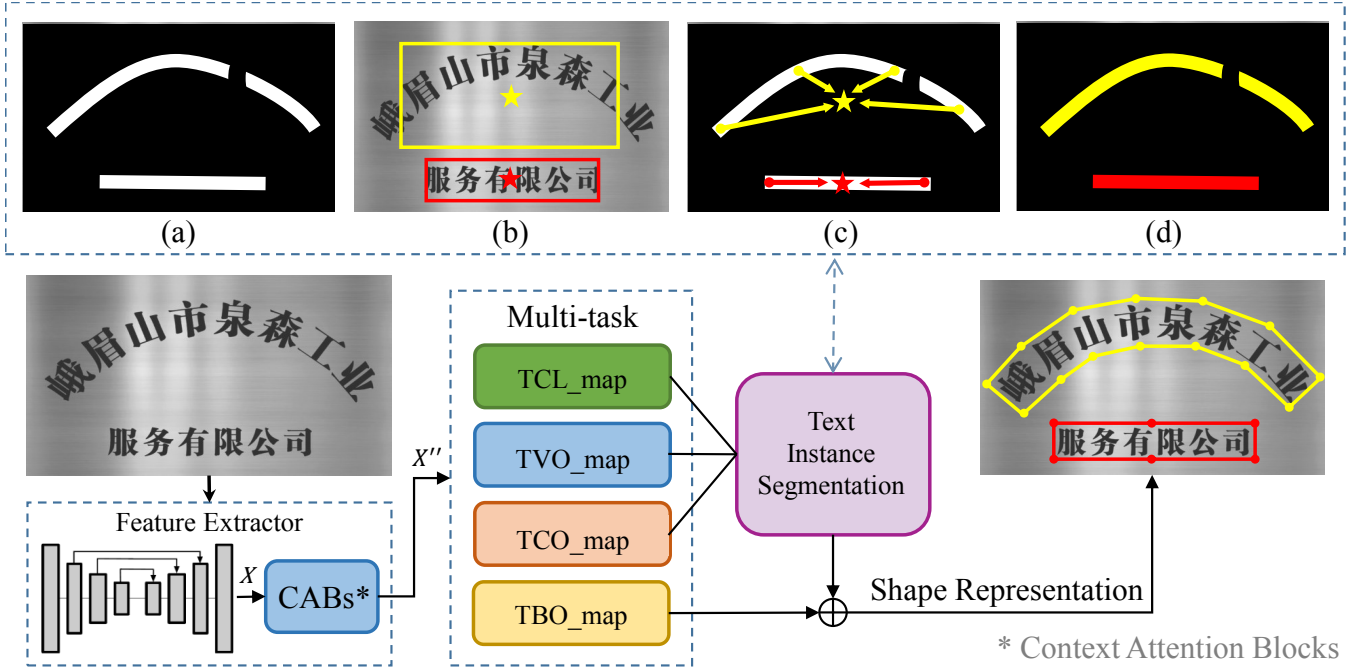 峨眉山市泉森工业
服务有限公司
(a)
(b)
(c)
(d)
峨眉山市泉森工业
服务有限公司
Feature Extractor
X
CABs*
X''
Multi-task
TCL_map
TVO_map
TCO_map
TBO_map
Text
Instance
Segmentation
Shape Representation
峨眉山市泉森工业
服务有限公司
* Context Attention Blocks